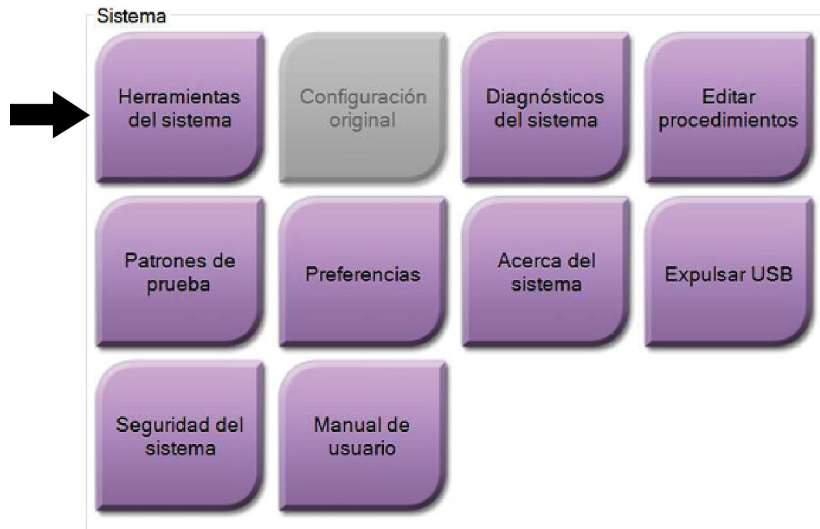 Sistema
Herramientas
del sistema
Configuración
original
Diagnósticos
del sistema
Editar
procedimientos
Patrones de
prueba
Preferencias
Acerca del
sistema
Expulsar USB
Seguridad del
sistema
Manual de
usuario